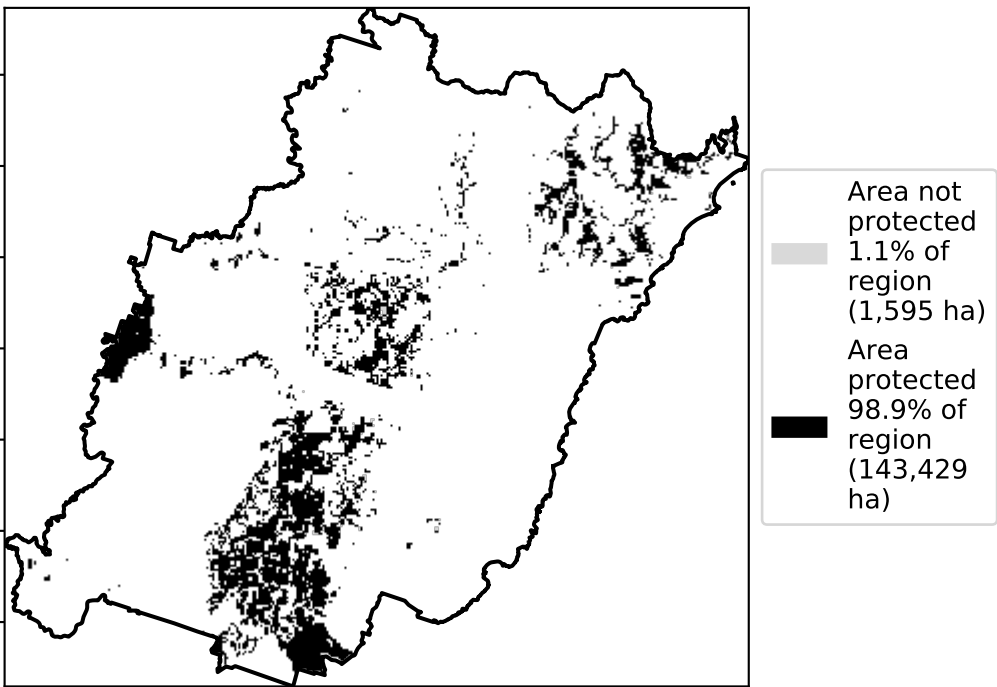 Area not
protected
1.1% of
region
(1,595 ha)
Area
protected
98.9% of
region
(143,429
ha)